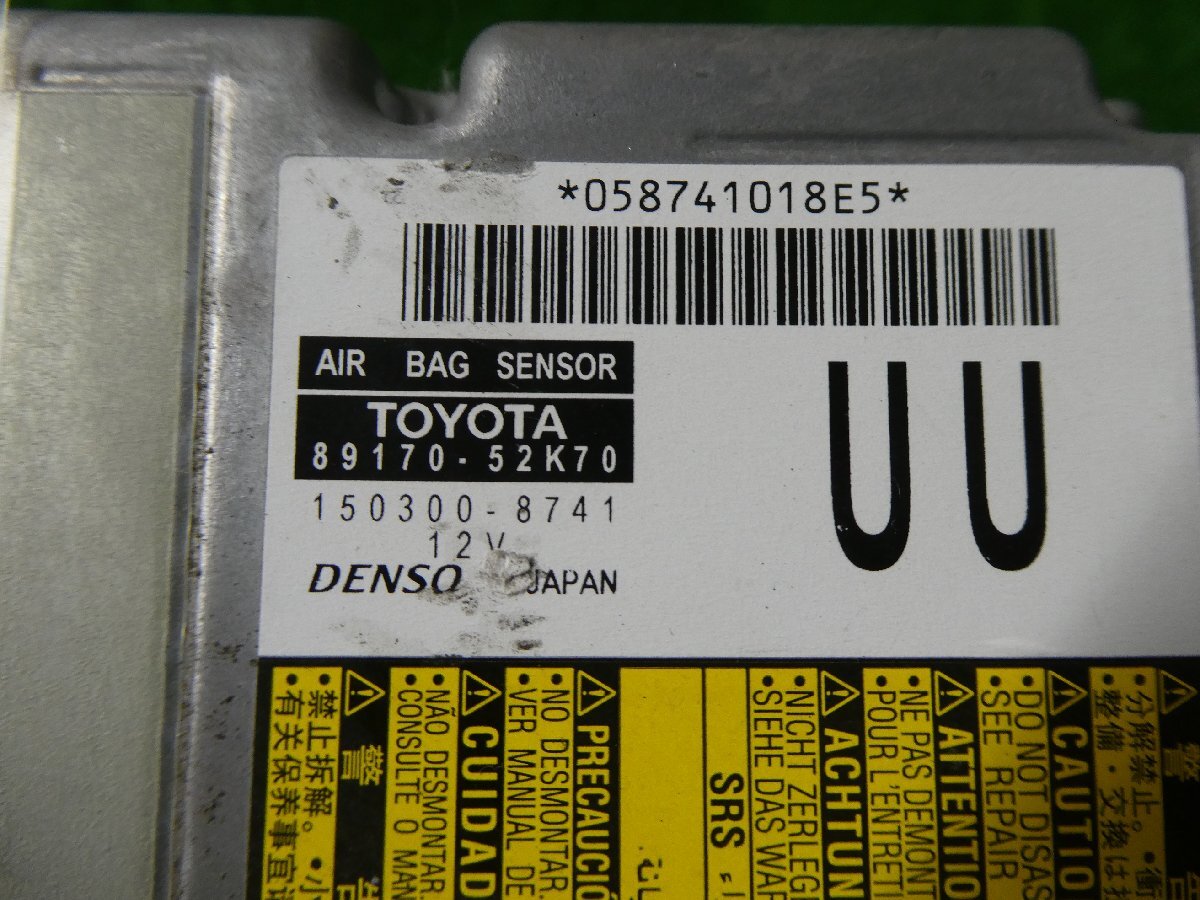 *058741018E5*
AIR BAG SENSOR
TOYOTA
89170-52K70
150300-8741
12V
DENSO JAPAN
UU
警
・禁止拆解。
・有关保养事宜
・NÃO DESMONTAR.
・CONSULTE O
CUIDAD
・NO DESMONTAR.
・VER MANUAL DE
PRECAUCIÓ
SRS
・NICHT ZERLEG
・SIEHE DAS WAR
ACHTUN
・NE PAS DEMONT
・POUR L'ENTRETI
ATTENTIO
・DO NOT DISAS
・SEE REPAIR
CAUTIO
・分解禁止。
・整備・交換は